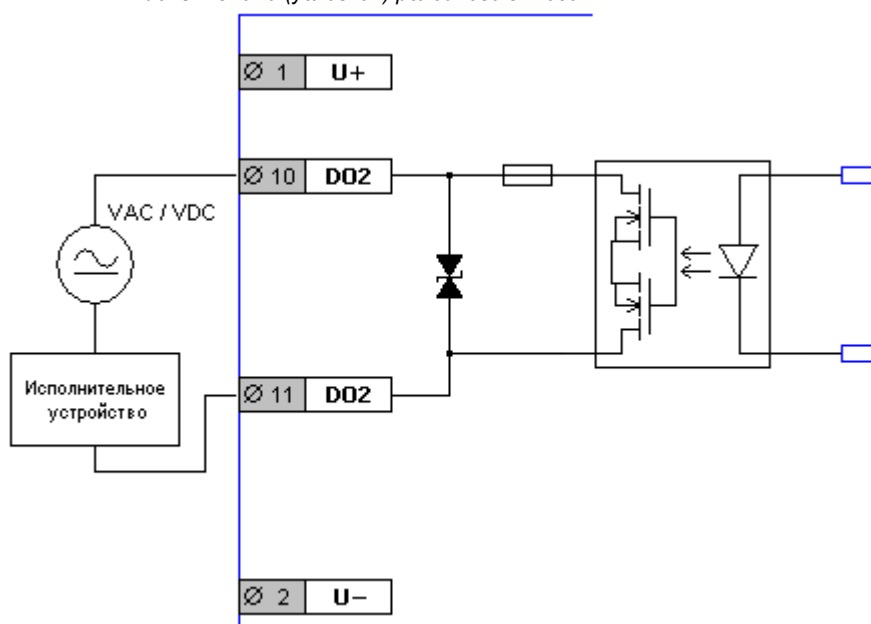 Ø 1 U+
Ø 10 DO2
VAC / VDC
Исполнительное
устройство
Ø 11 DO2
Ø 2 U−